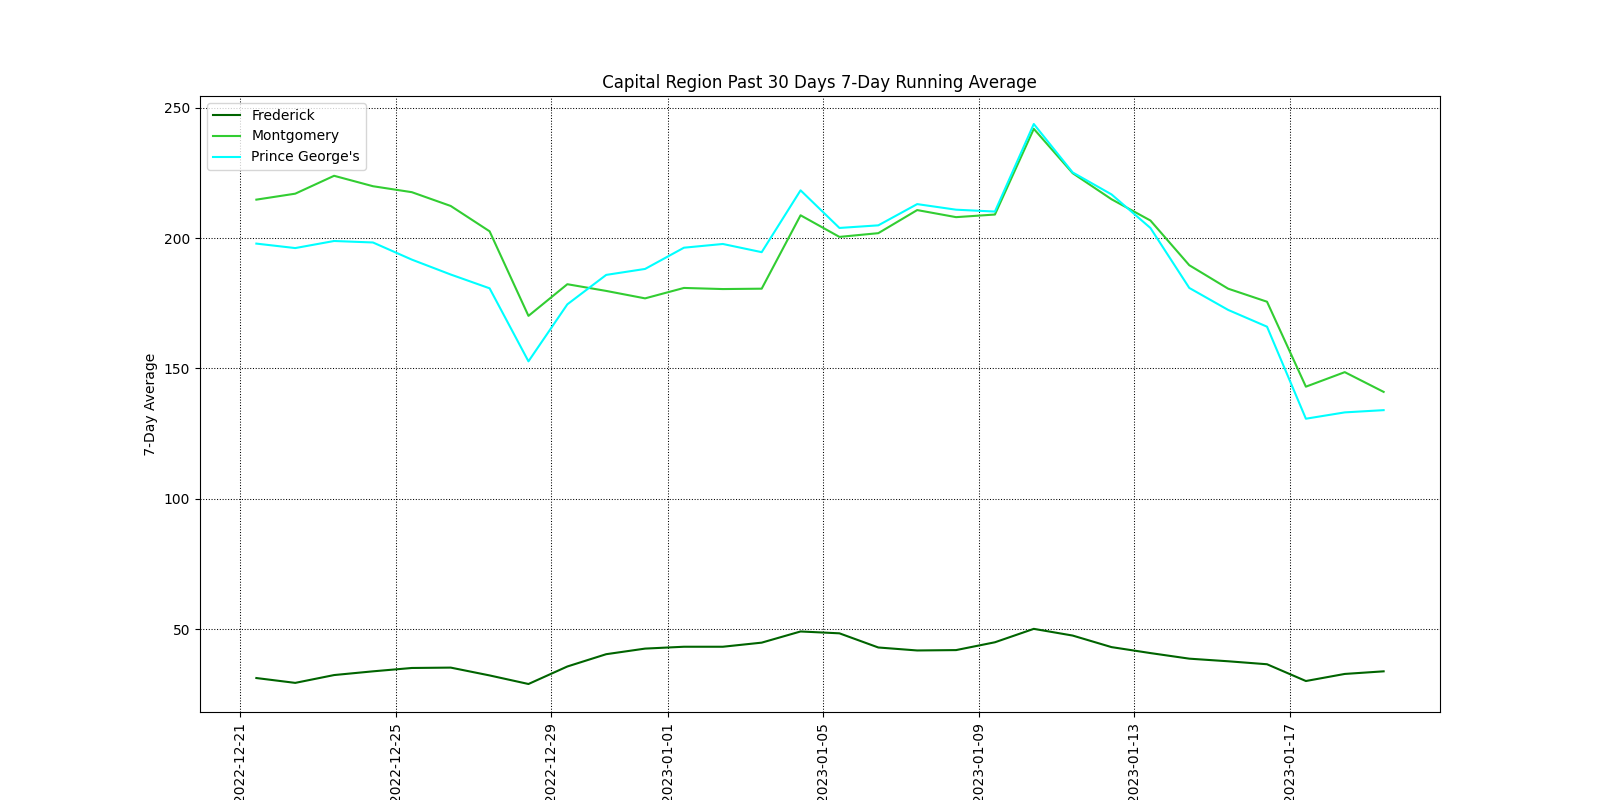 Capital Region Past 30 Days 7-Day Running Average
Frederick
Montgomery
Prince George's
7-Day Average
250
200
150
100
50
2022-12-21
2022-12-25
2022-12-29
2023-01-01
2023-01-05
2023-01-09
2023-01-13
2023-01-17